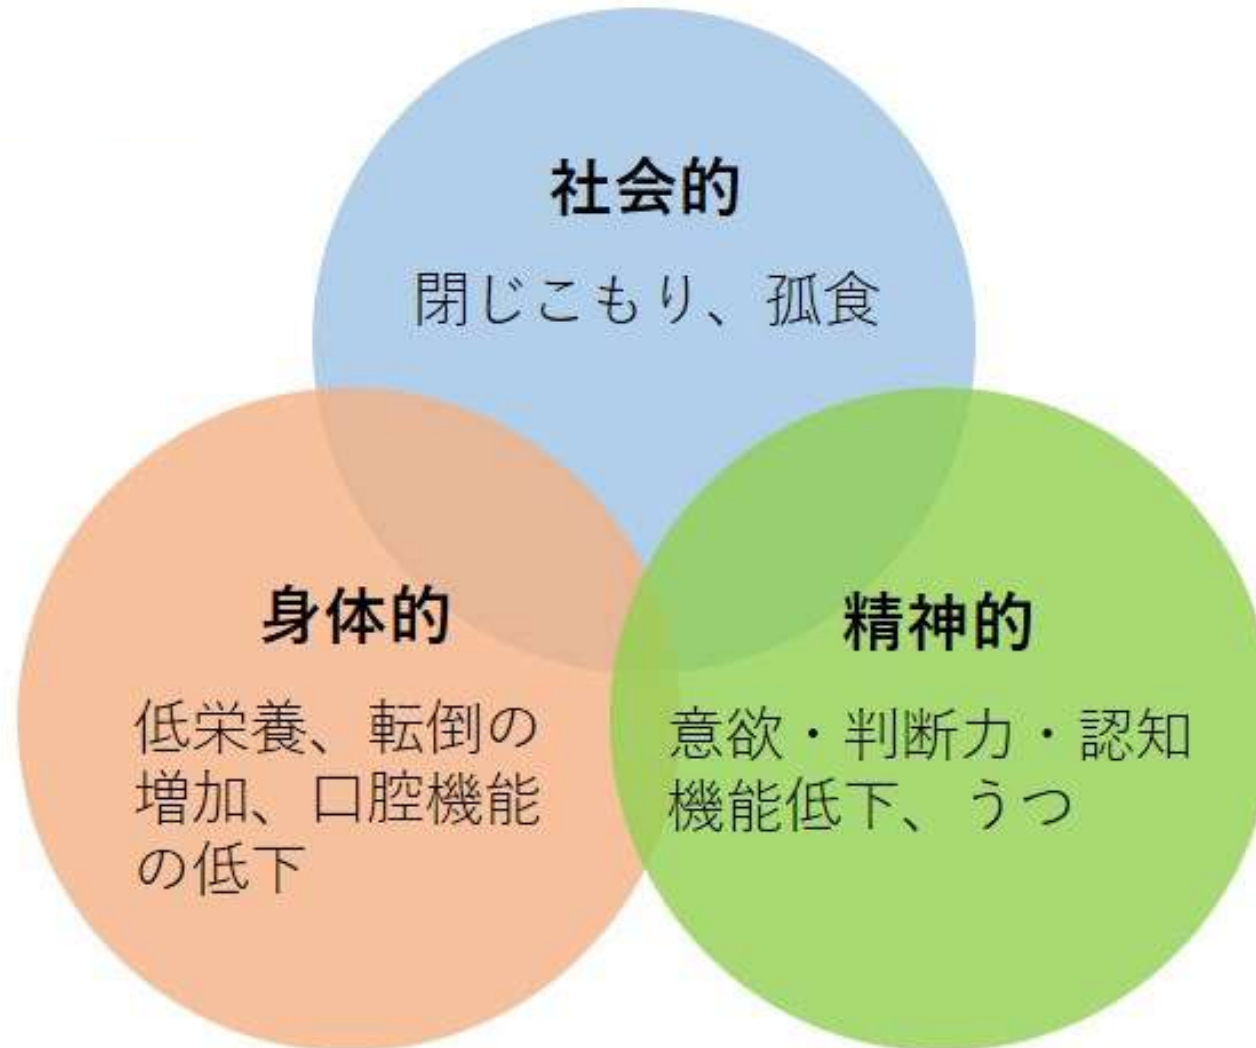 社会的
閉じこもり、孤食
身体的
低栄養、転倒の
増加、口腔機能
の低下
精神的
意欲・判断力・認知
機能低下、うつ